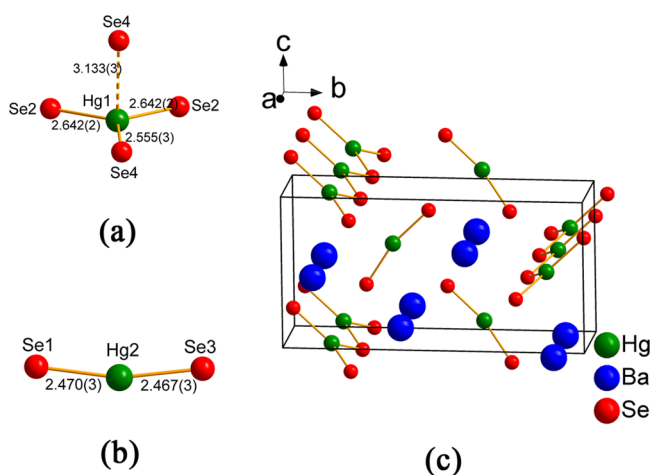 Se4
3.133(3)
Hg1
Se2
2.642(2)
Se2
2.642(2)
2.555(3)
Se4
(a)
Se1
Hg2
Se3
2.470(3)
2.467(3)
(b)
c
a
b
Hg
Ba
Se
(c)